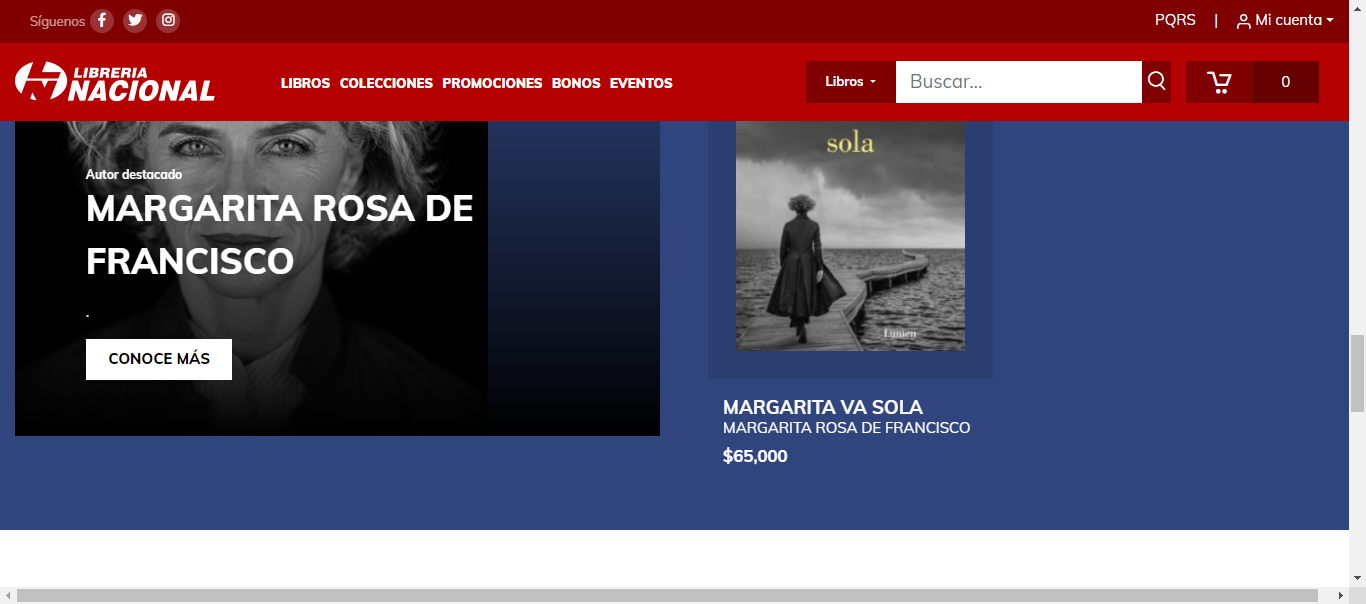 Síguenos
PQRS | Mi cuenta
LIBRERIA
NACIONAL
LIBROS COLECCIONES PROMOCIONES BONOS EVENTOS
Libros
Buscar...
0
Autor destacado
MARGARITA ROSA DE
FRANCISCO
.
CONOCE MÁS
sola
Lumen
MARGARITA VA SOLA
MARGARITA ROSA DE FRANCISCO
$65,000